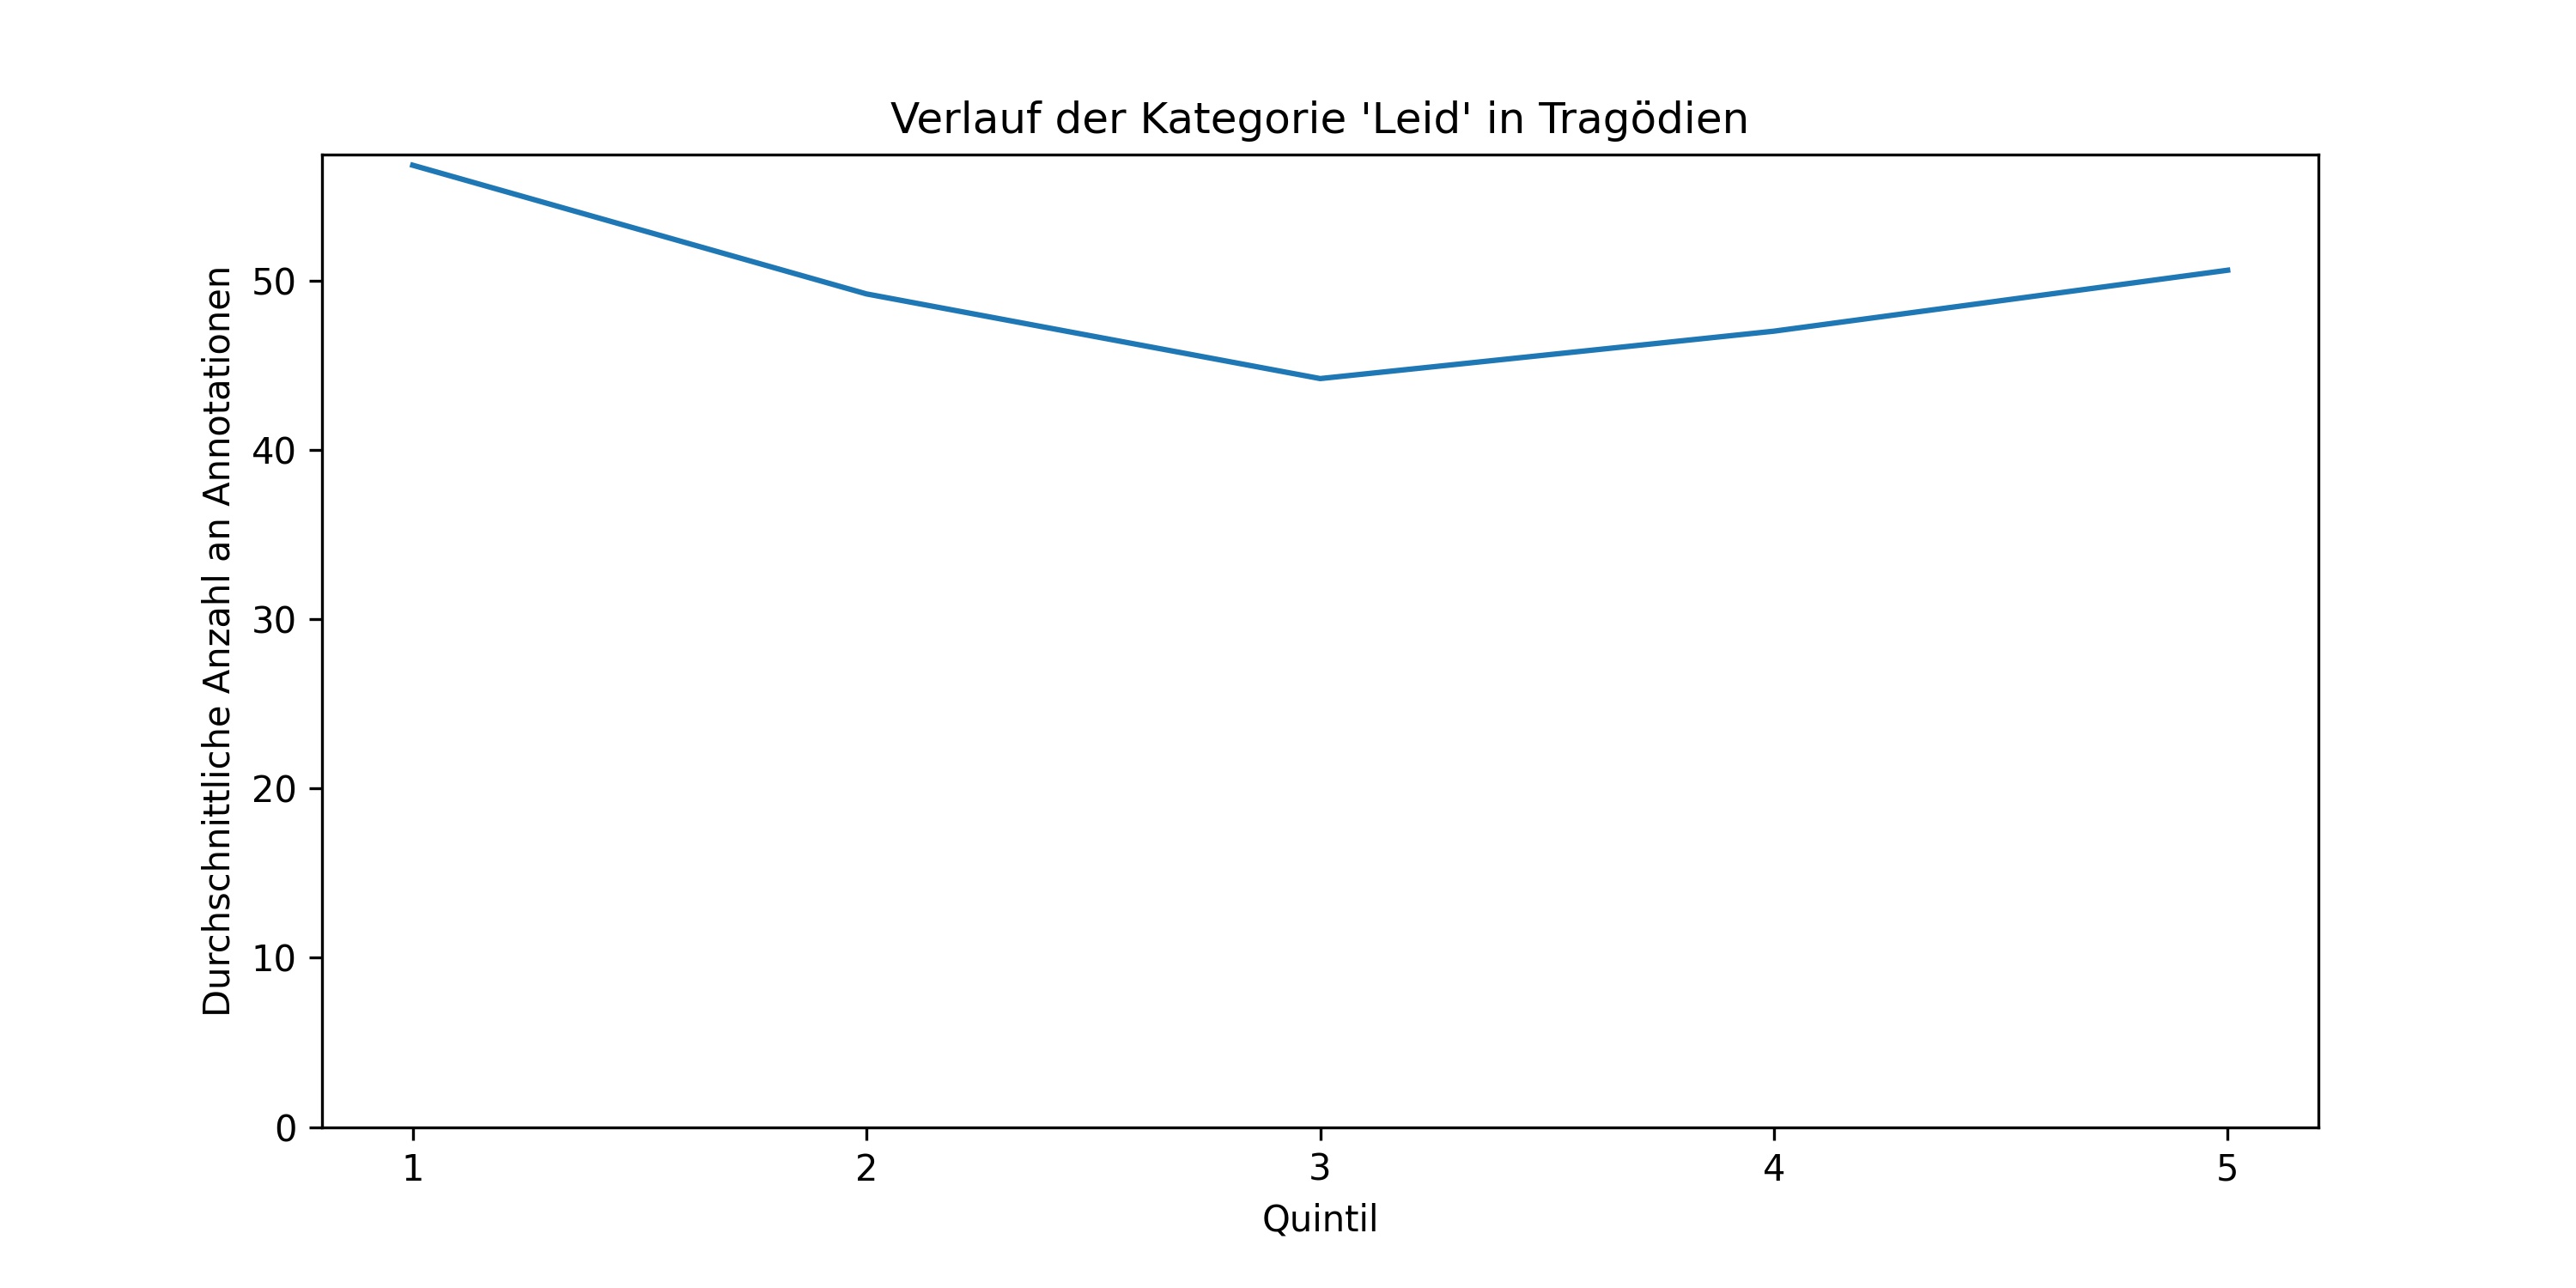 Verlauf der Kategorie 'Leid' in Tragödien
Durchschnittliche Anzahl an Annotationen
50
40
30
20
10
0
1 2 3 4 5
Quintil